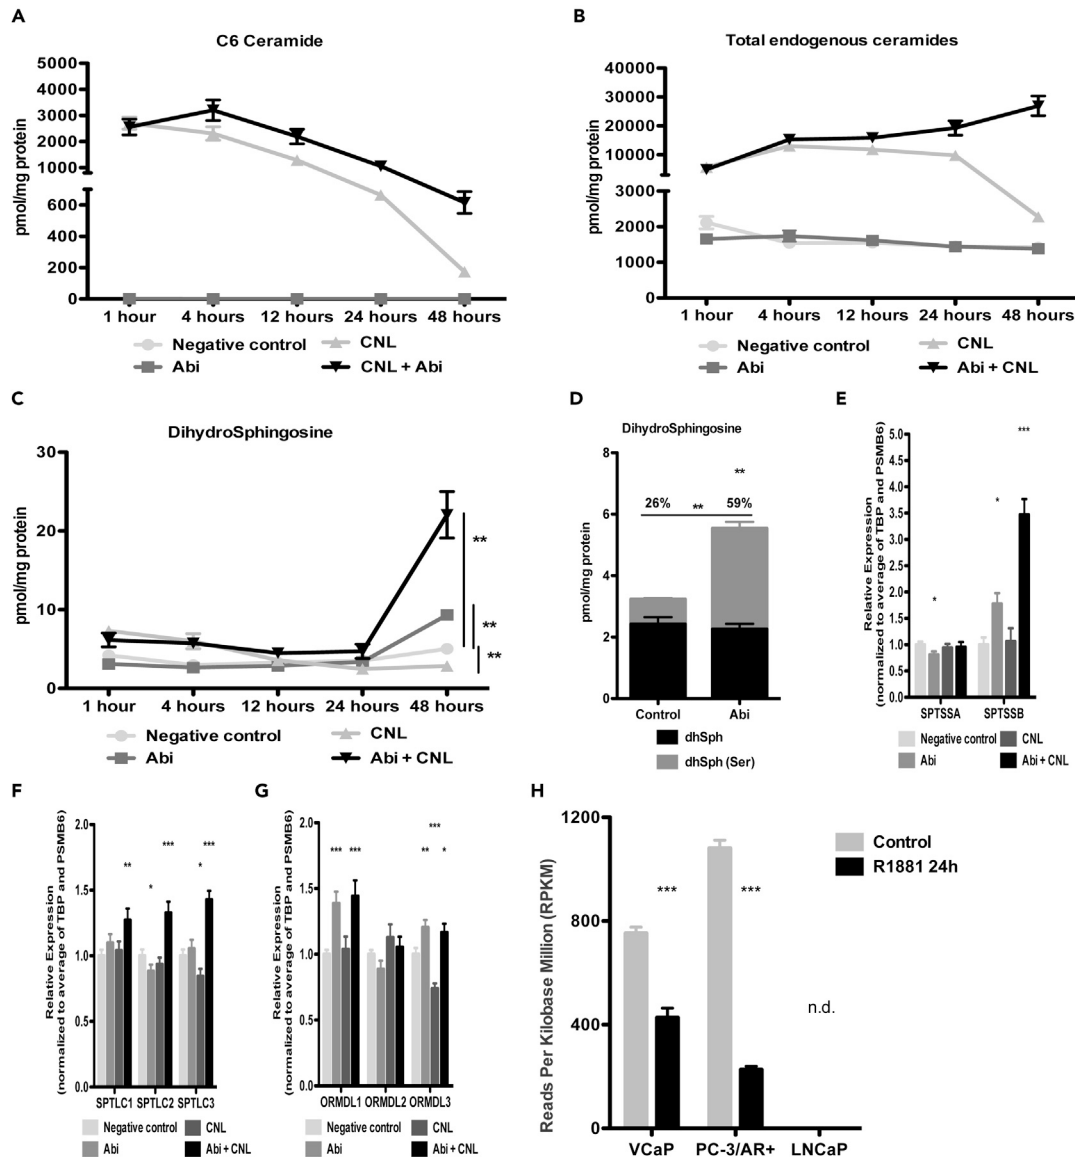 A
C6 Ceramide
pmol/mg protein
5000
4000
3000
2000
1000
600
400
200
0
1 hour 4 hours 12 hours 24 hours 48 hours
Negative control CNL
Abi CNL + Abi
B
Total endogenous ceramides
pmol/mg protein
40000
30000
20000
10000
3000
2000
1000
0
1 hour 4 hours 12 hours 24 hours 48 hours
Negative control CNL
Abi Abi + CNL
C
DihydroSphingosine
pmol/mg protein
30
20
10
0
**
**
**
1 hour 4 hours 12 hours 24 hours 48 hours
Negative control CNL
Abi Abi + CNL
D
DihydroSphingosine
pmol/mg protein
8
6
4
2
0
**
26% ** 59%
Control Abi
dhSph
dhSph (Ser)
E
Relative Expression
(normalized to average of TBP and PSMB6)
5.0
4.5
4.0
3.5
3.0
2.5
2.0
1.5
1.0
0.5
0.0
***
*
*
SPTSSA SPTSSB
Negative control CNL
Abi Abi + CNL
F
Relative Expression
(normalized to average of TBP and PSMB6)
2.0
1.5
1.0
0.5
0.0
** *** ***
* *
SPTLC1 SPTLC2 SPTLC3
Negative control CNL
Abi Abi + CNL
G
Relative Expression
(normalized to average of TBP and PSMB6)
2.0
1.5
1.0
0.5
0.0
***
*** *** ** *
ORMDL1 ORMDL2 ORMDL3
Negative control CNL
Abi Abi + CNL
H
Reads Per Kilobase Million (RPKM)
1200
800
400
0
Control
R1881 24h
*** ***
n.d.
VCaP PC-3/AR+ LNCaP